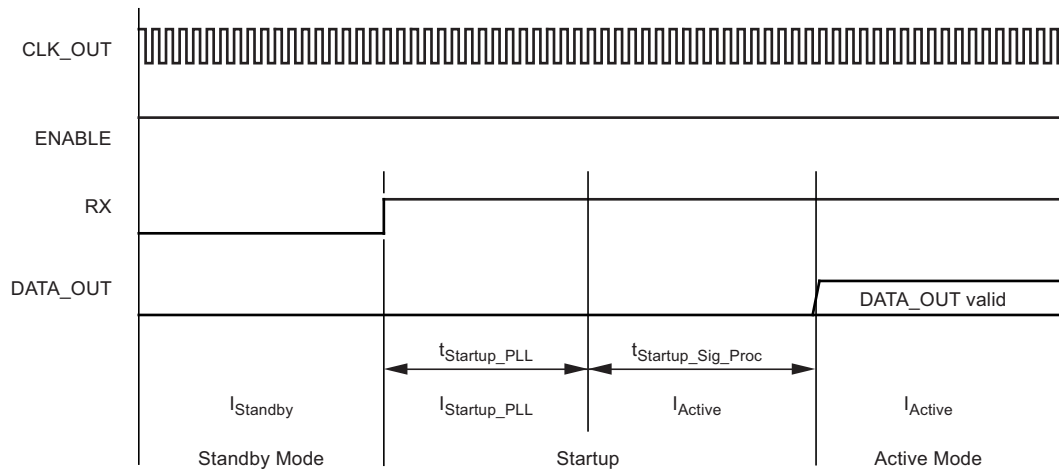 CLK_OUT
ENABLE
RX
DATA_OUT
DATA_OUT valid
tStartup_PLL
tStartup_Sig_Proc
IStandby
IStartup_PLL
IActive
IActive
Standby Mode
Startup
Active Mode